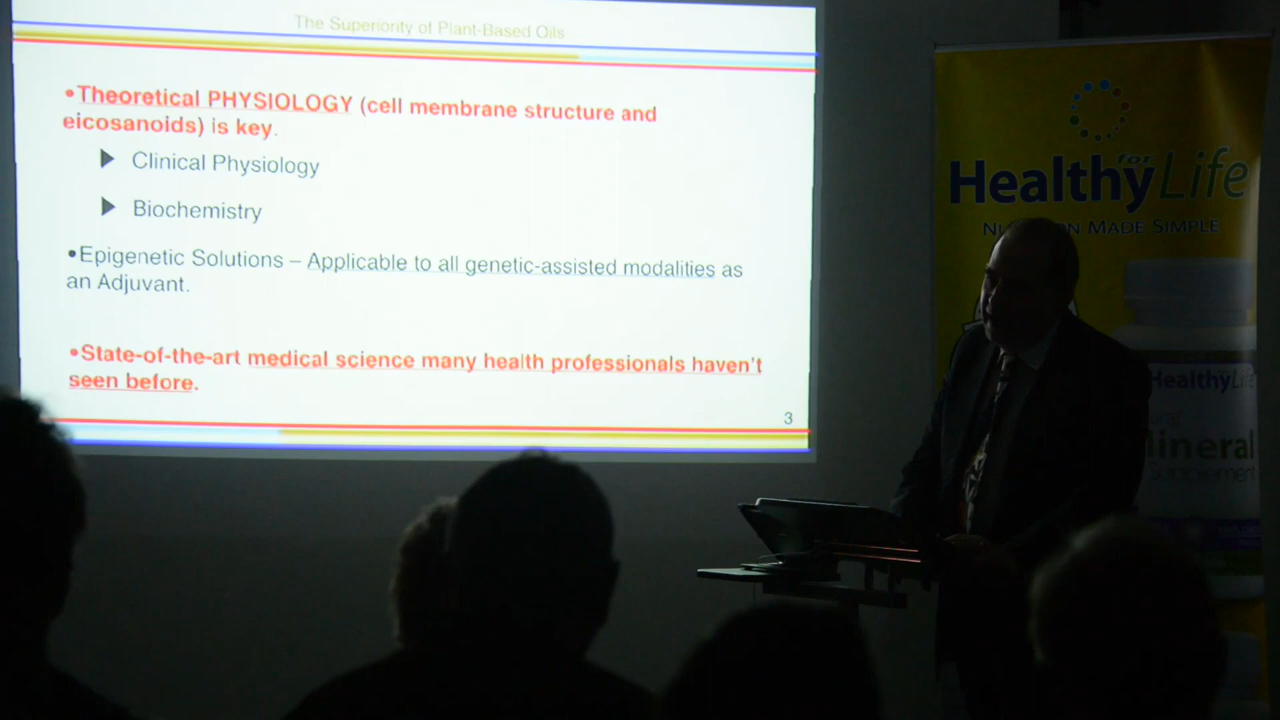 The Superiority of Plant-Based Oils
•Theoretical PHYSIOLOGY (cell membrane structure and
eicosanoids) is key.
Clinical Physiology
Biochemistry
•Epigenetic Solutions – Applicable to all genetic-assisted modalities as
an Adjuvant.
•State-of-the-art medical science many health professionals haven't
seen before.
3
Healthy for Life
MADE SIMPLE
HealthyLife